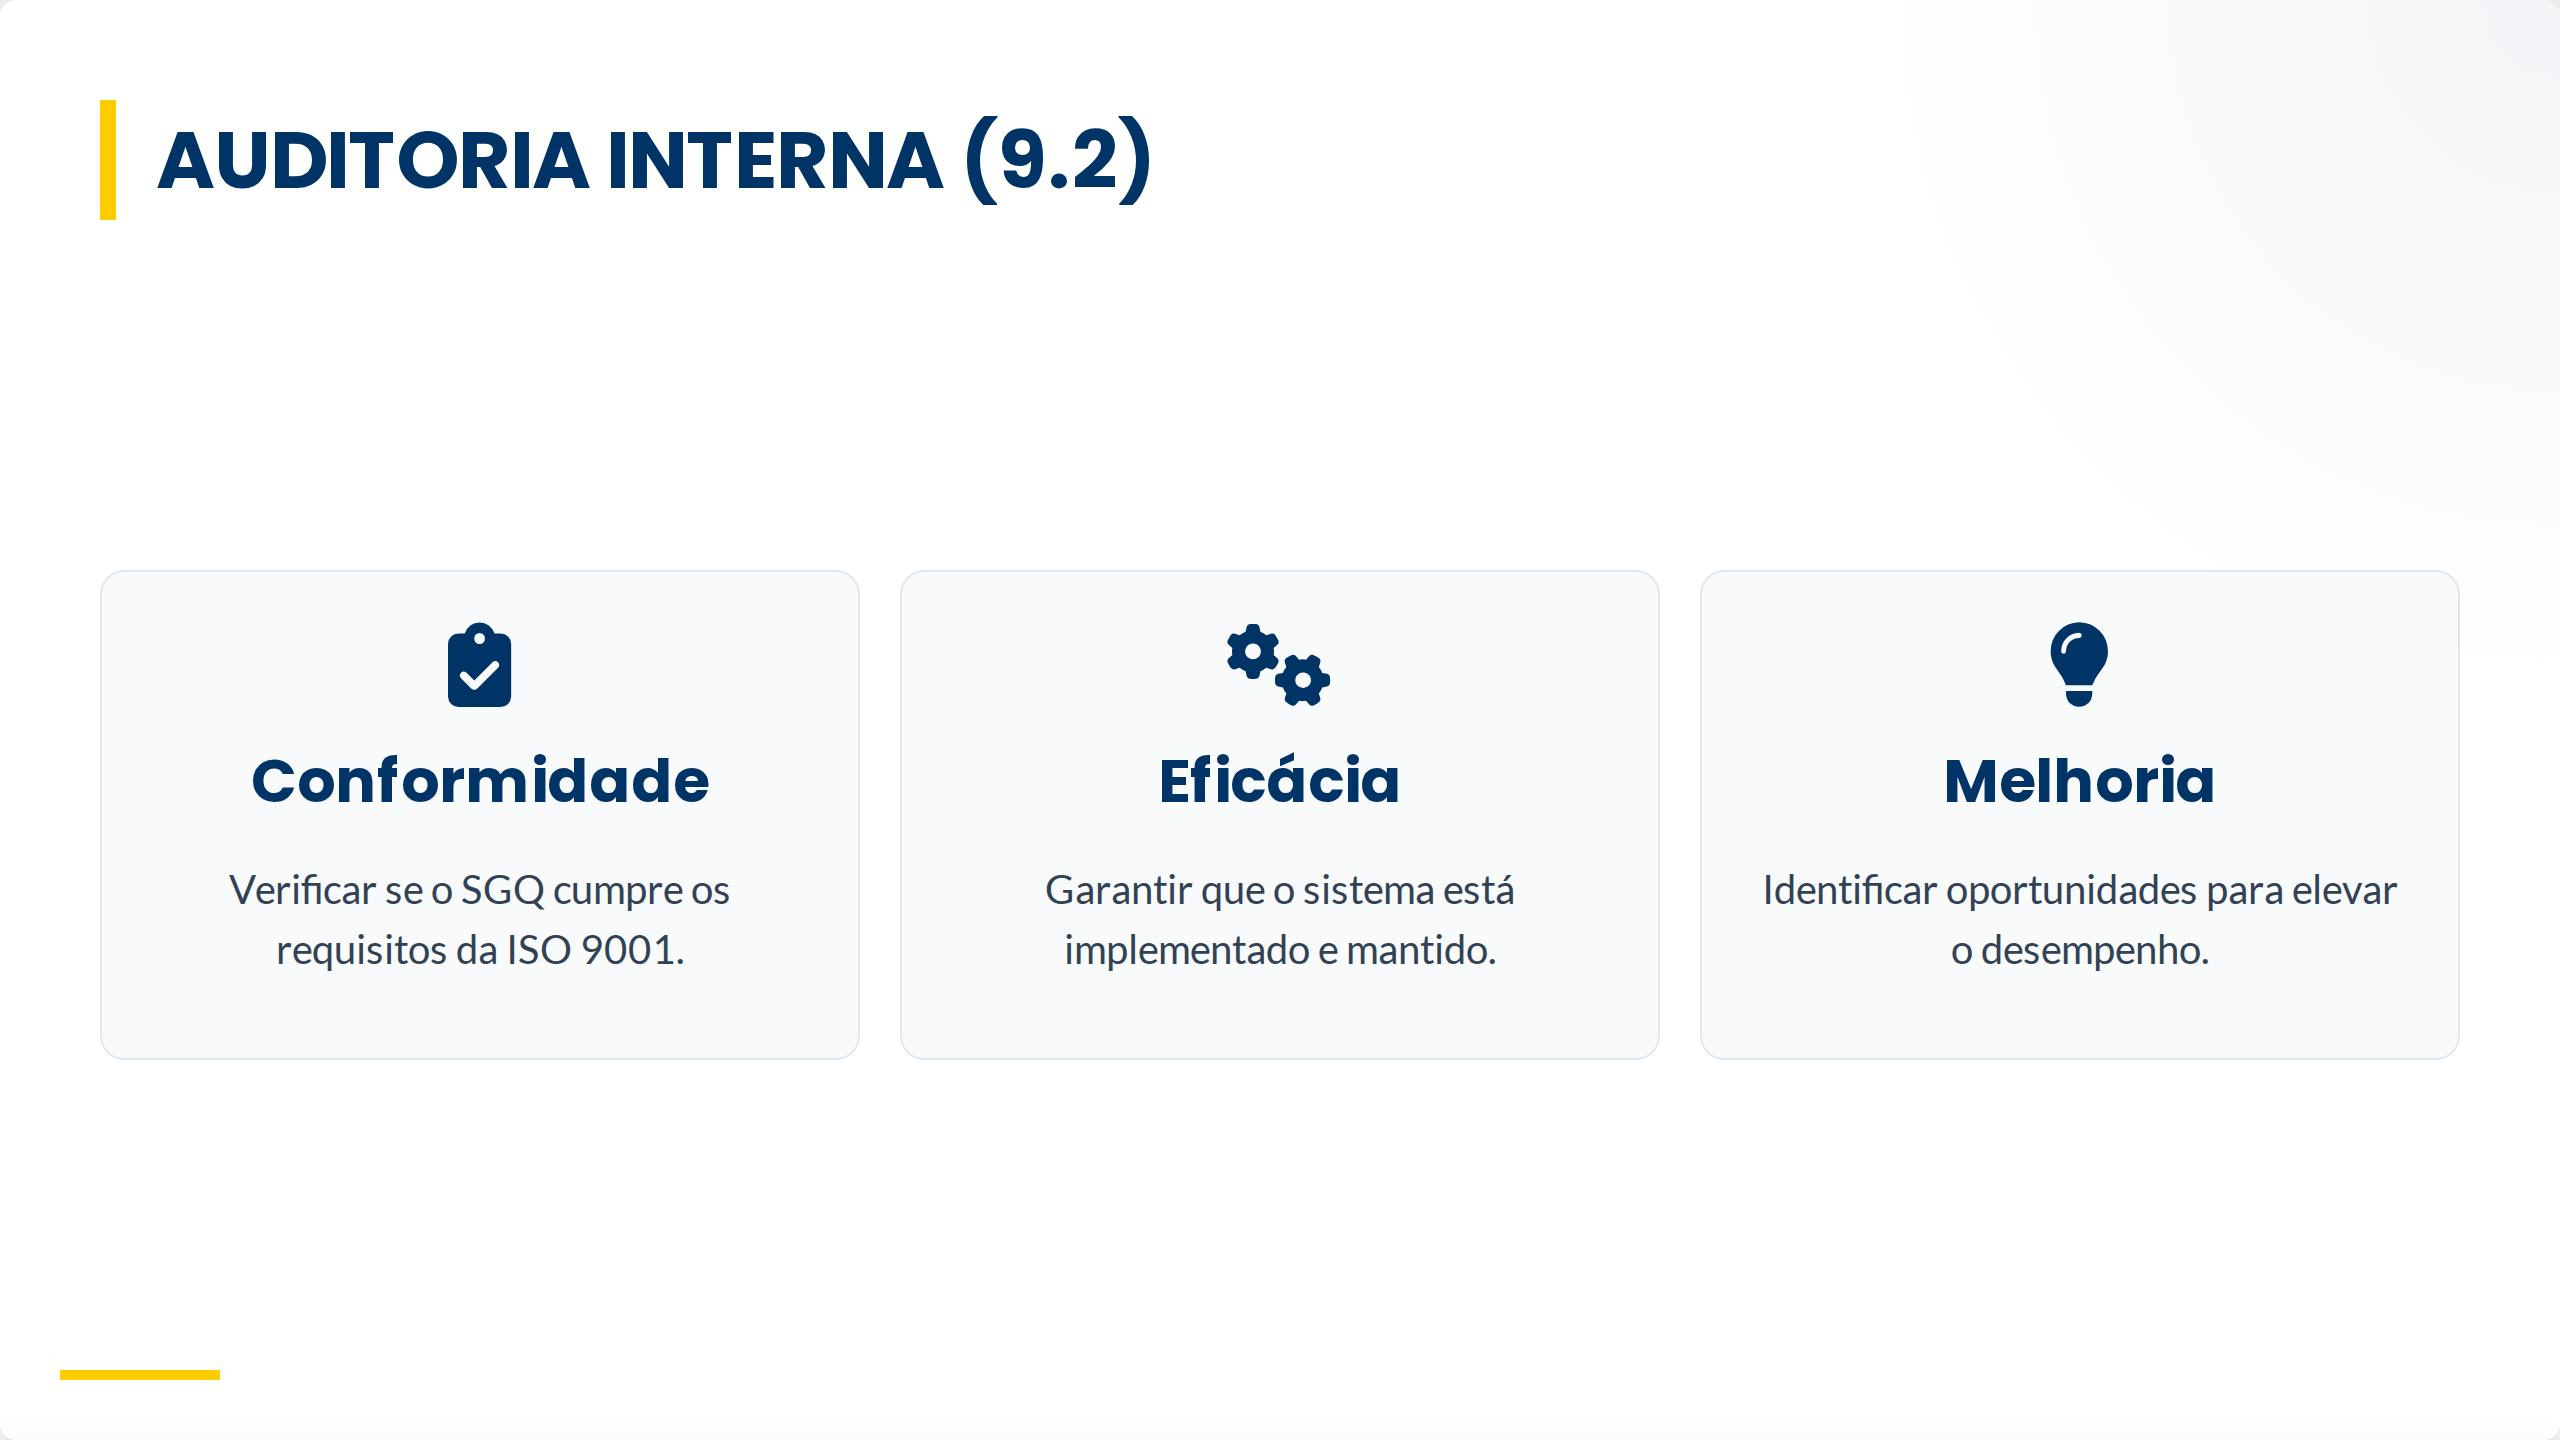 AUDITORIA INTERNA (9.2)
Conformidade
Verificar se o SGQ cumpre os
requisitos da ISO 9001.
Eficácia
Garantir que o sistema está
implementado e mantido.
Melhoria
Identificar oportunidades para elevar
o desempenho.